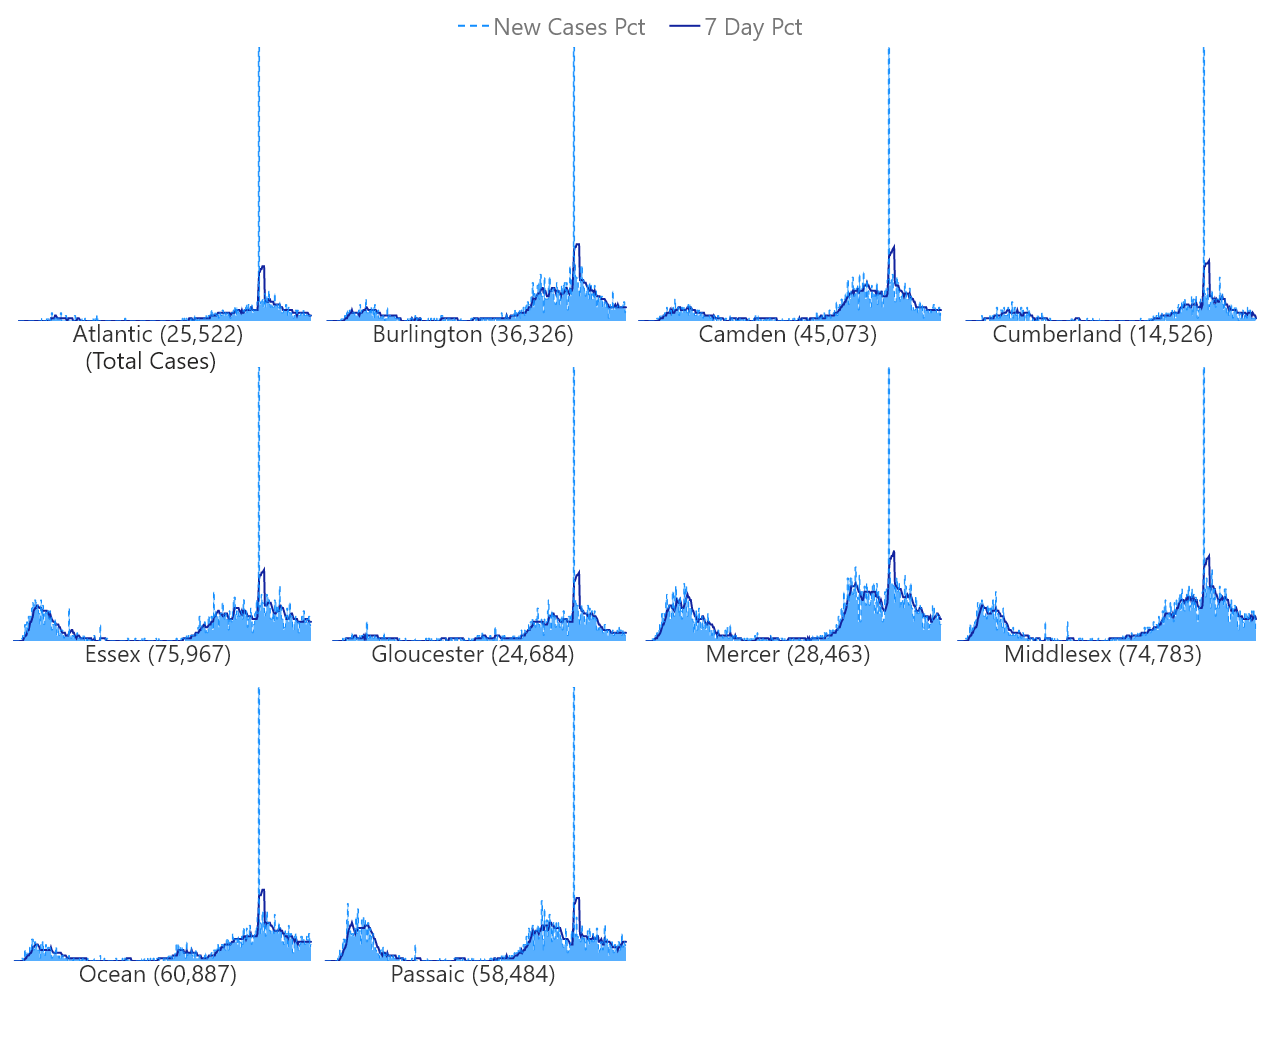 New Cases Pct 7 Day Pct
Atlantic (25,522)
(Total Cases)
Burlington (36,326)
Camden (45,073)
Cumberland (14,526)
Essex (75,967)
Gloucester (24,684)
Mercer (28,463)
Middlesex (74,783)
Ocean (60,887)
Passaic (58,484)